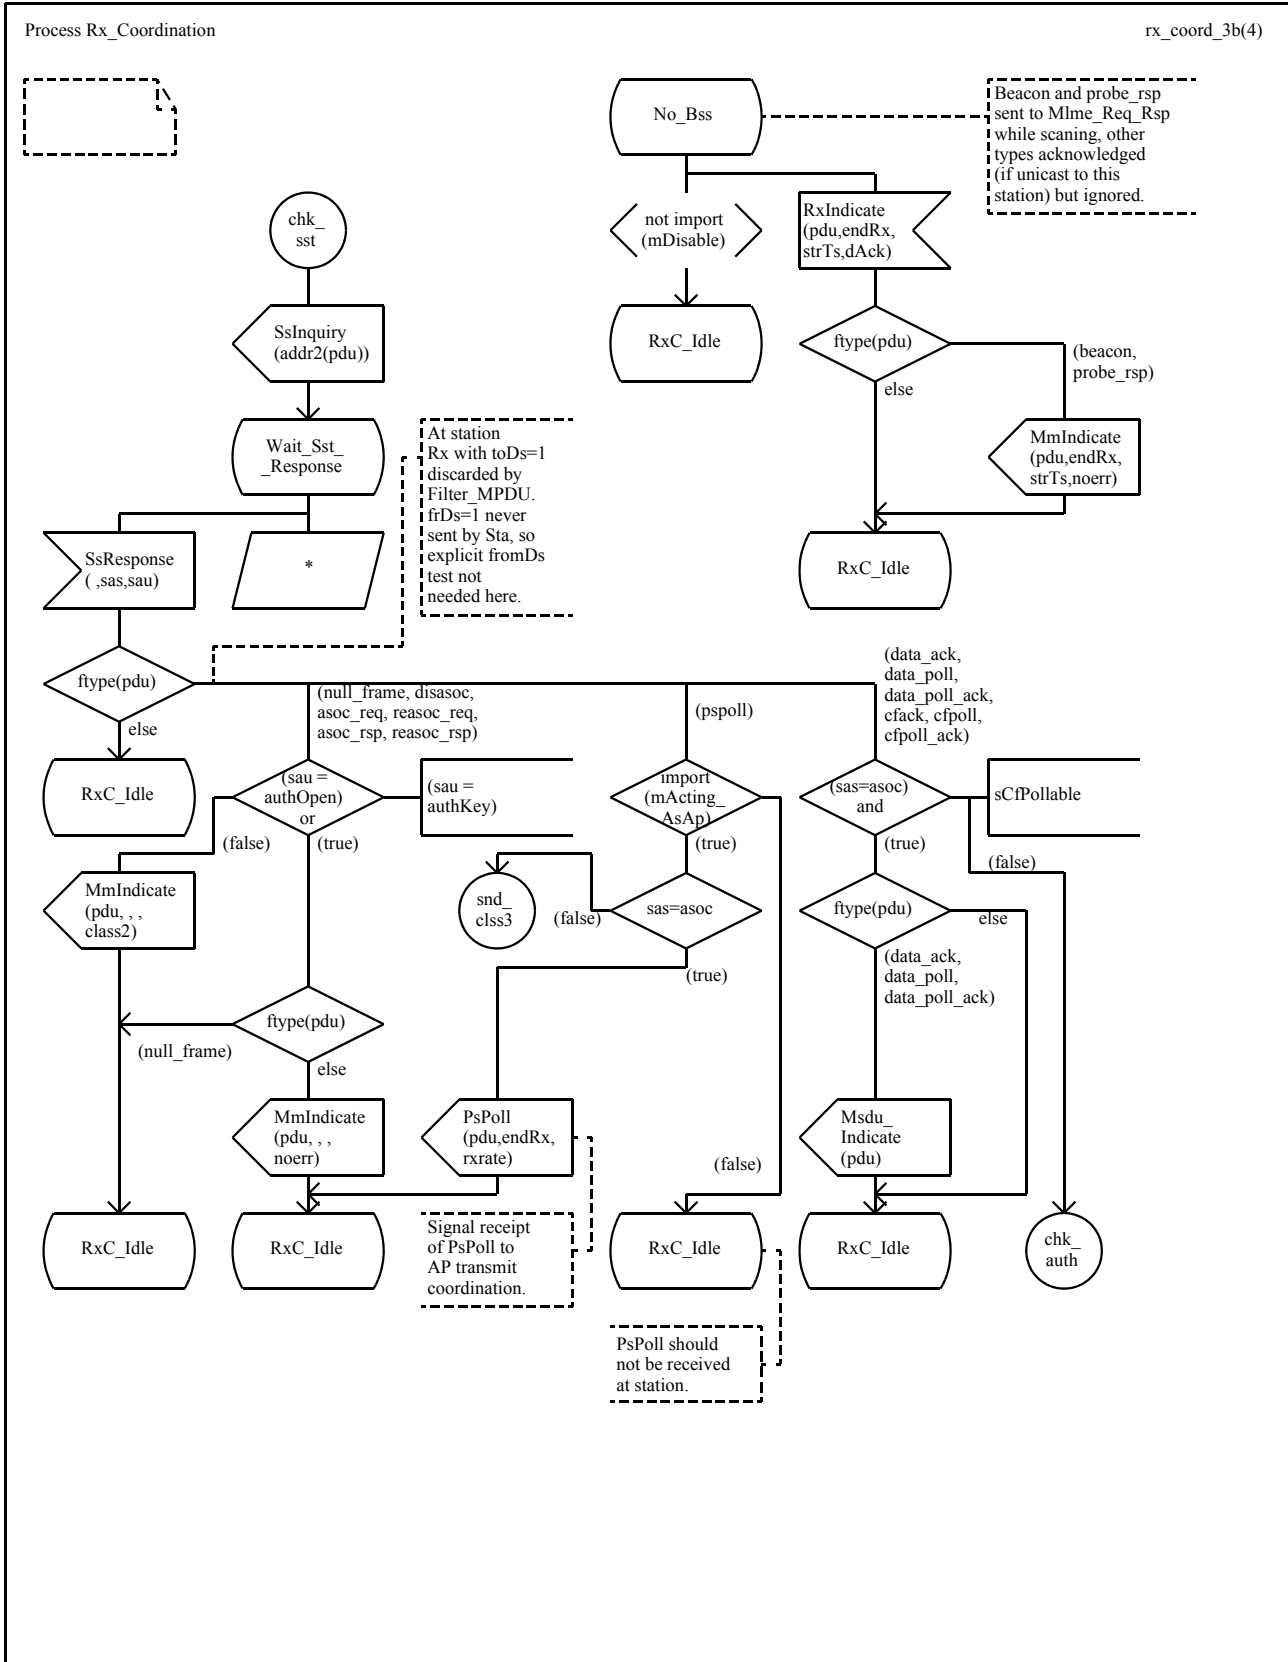 Process Rx_Coordination
rx_coord_3b(4)
No_Bss
Beacon and probe_rsp
sent to Mlme_Req_Rsp
while scaning, other
types acknowledged
(if unicast to this
station) but ignored.
chk_
sst
not import
(mDisable)
RxIndicate
(pdu,endRx,
strTs,dAck)
SsInquiry
(addr2(pdu))
RxC_Idle
ftype(pdu)
(beacon,
probe_rsp)
else
Wait_Sst_
_Response
At station
Rx with toDs=1
discarded by
Filter_MPDU.
frDs=1 never
sent by Sta, so
explicit fromDs
test not
needed here.
MmIndicate
(pdu,endRx,
strTs,noerr)
SsResponse
( ,sas,sau)
*
RxC_Idle
ftype(pdu)
else
(null_frame, disasoc,
asoc_req, reasoc_req,
asoc_rsp, reasoc_rsp)
(pspoll)
(data_ack,
data_poll,
data_poll_ack,
cfack, cfpoll,
cfpoll_ack)
RxC_Idle
(sau =
authOpen)
or
(sau =
authKey)
import
(mActing_
AsAp)
(sas=asoc)
and
sCfPollable
(false)
(true)
(true)
(true)
(false)
MmIndicate
(pdu, , ,
class2)
snd_
clss3
(false)
sas=asoc
ftype(pdu)
else
(true)
(data_ack,
data_poll,
data_poll_ack)
ftype(pdu)
(null_frame)
else
MmIndicate
(pdu, , ,
noerr)
PsPoll
(pdu,endRx,
rxrate)
(false)
Msdu_
_Indicate
(pdu)
RxC_Idle
RxC_Idle
Signal receipt
of PsPoll to
AP transmit
coordination.
RxC_Idle
RxC_Idle
chk_
auth
PsPoll should
not be received
at station.